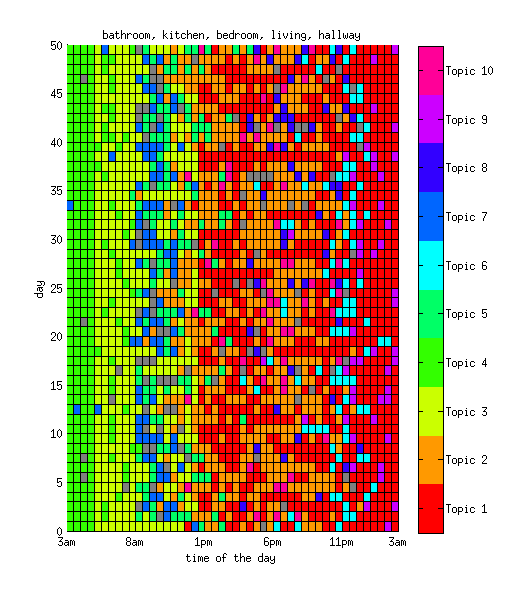 bathroom, kitchen, bedroom, living, hallway
50
45
40
35
30
25
20
15
10
5
0
day
3am 8am 1pm 6pm 11pm 3am
time of the day
Topic 10
Topic 9
Topic 8
Topic 7
Topic 6
Topic 5
Topic 4
Topic 3
Topic 2
Topic 1